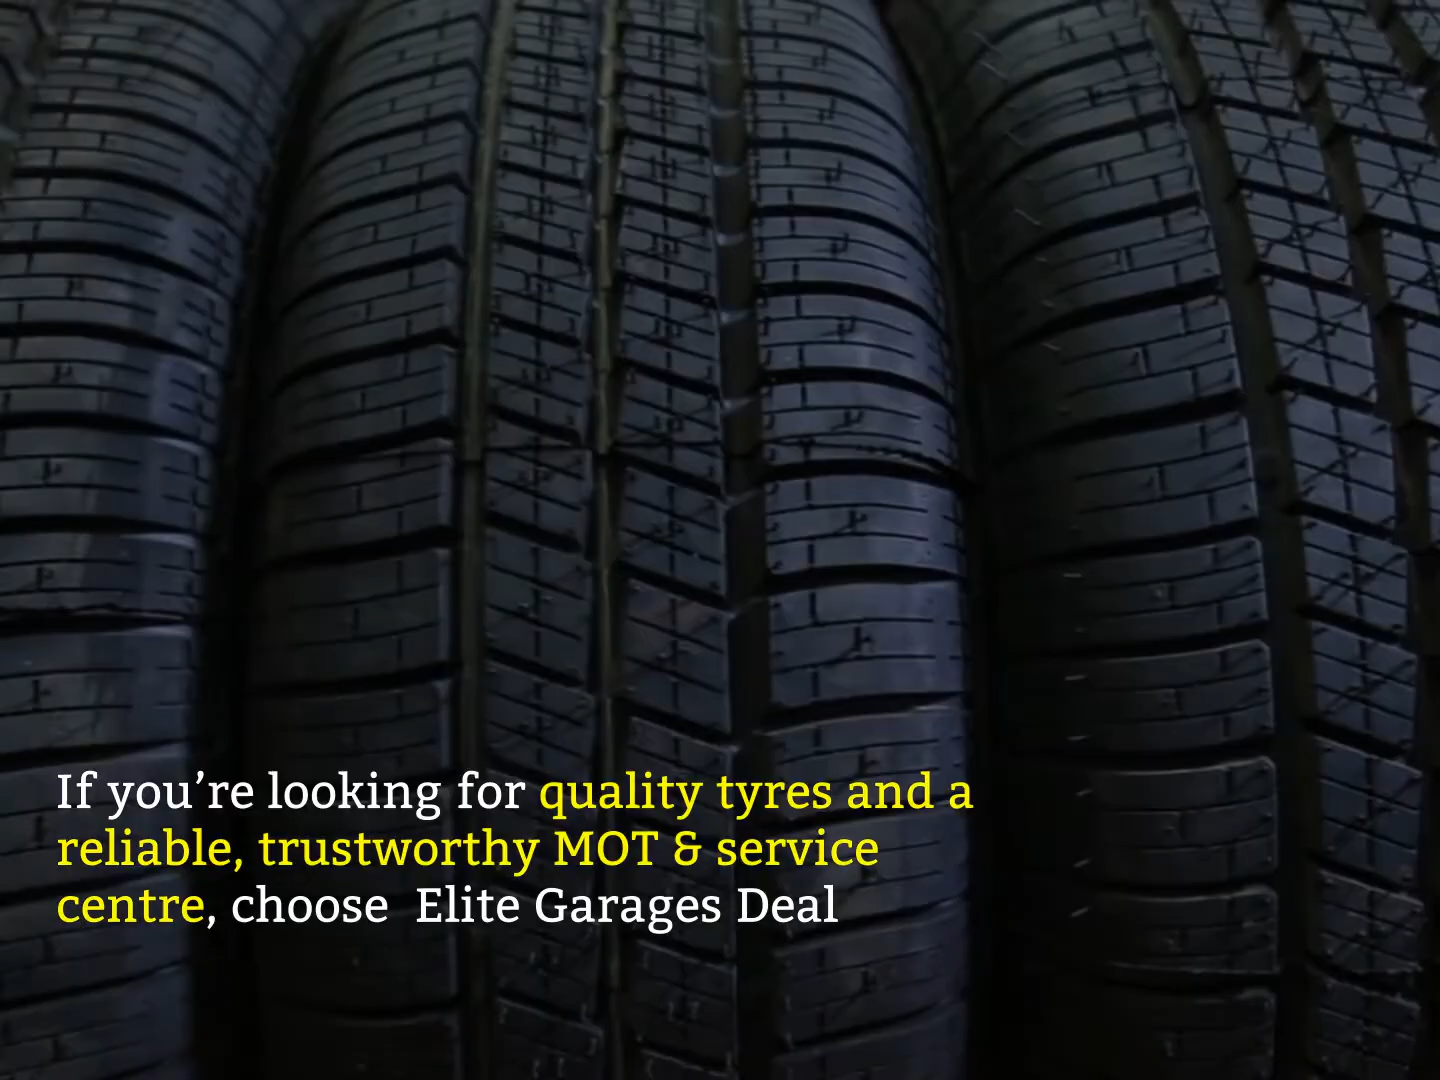 If you’re looking for quality tyres and a
reliable, trustworthy MOT & service
centre, choose  Elite Garages Deal